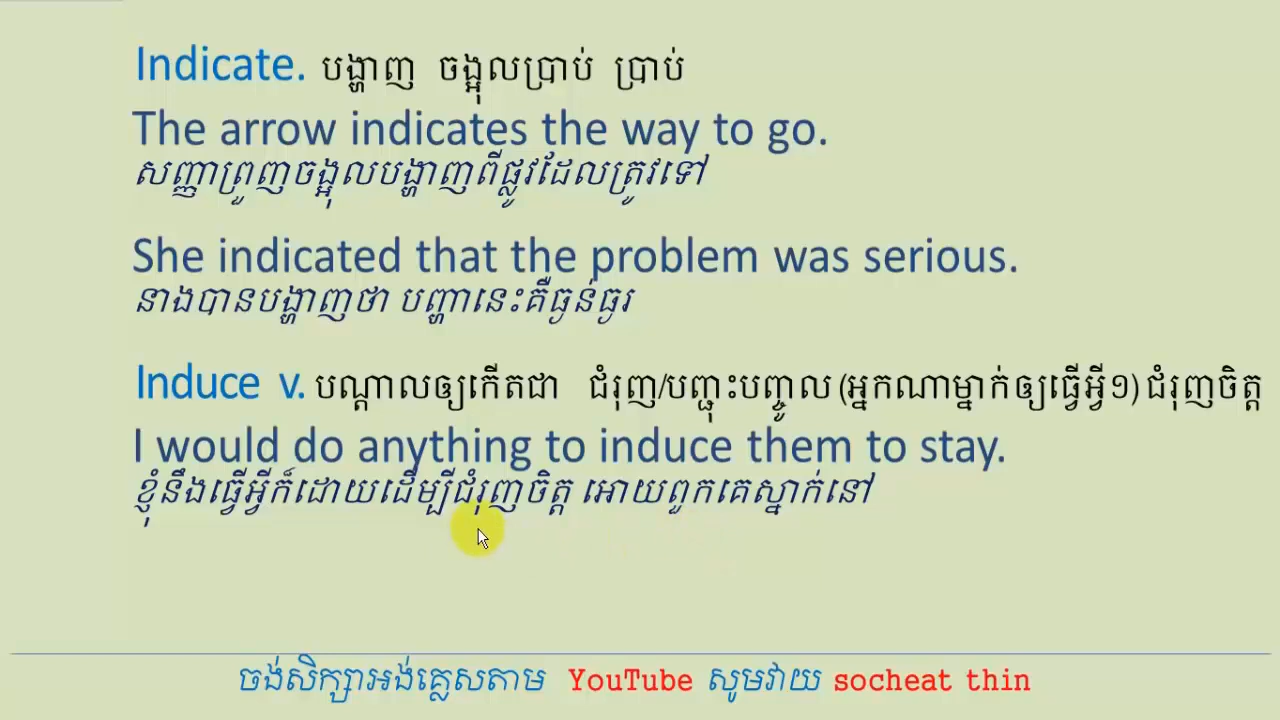 Indicate. បង្ហាញ ចង្អុលប្រាប់ ប្រាប់
The arrow indicates the way to go.
សញ្ញាព្រួញចង្អុលបង្ហាញពីផ្លូវដែលត្រូវទៅ
She indicated that the problem was serious.
នាងបានបង្ហាញថា បញ្ហានេះគឺធ្ងន់ធ្ងរ
Induce v. បណ្តាលឲ្យកើតជា ជំរុញ/បញ្ជុះបញ្ចូល (អ្នកណាម្នាក់ឲ្យធ្វើអ្វី១) ជំរុញចិត្ត
I would do anything to induce them to stay.
ខ្ញុំនឹងធ្វើអ្វីក៏ដោយដើម្បីជំរុញចិត្ត អោយពួកគេស្នាក់នៅ
ចង់សិក្សាអង់គ្លេសតាម YouTube សូមវាយ socheat thin